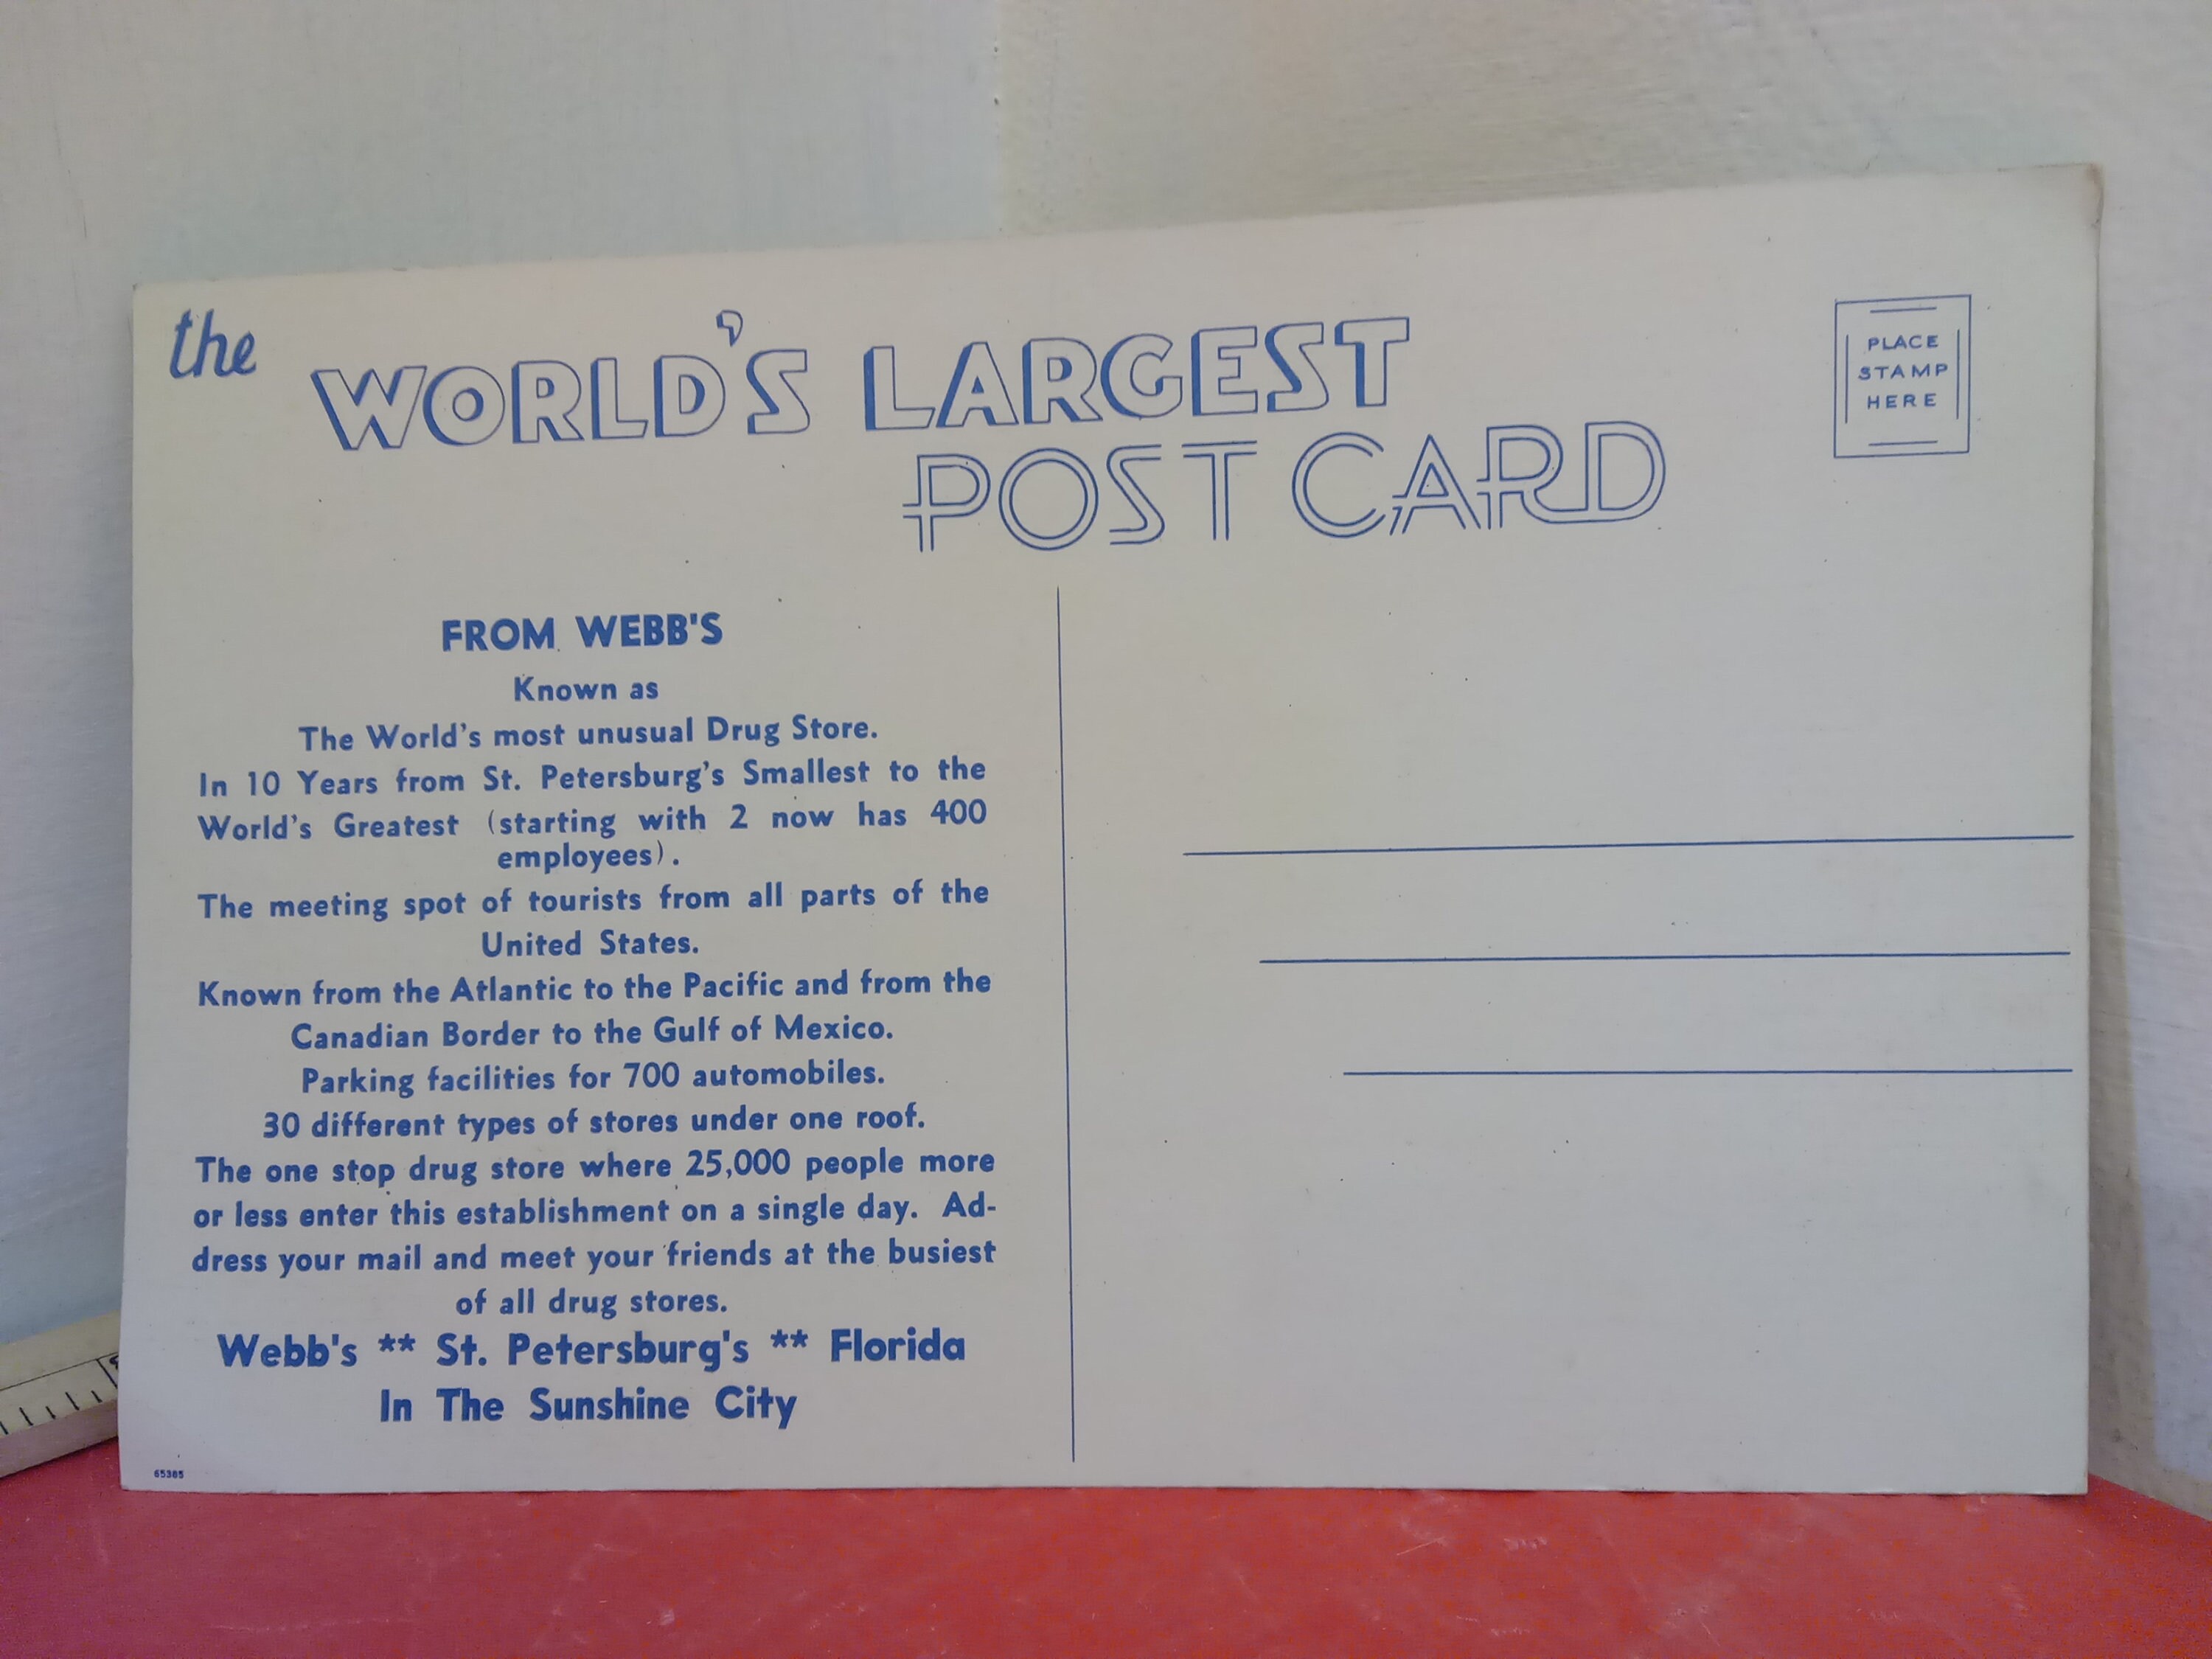 the
WORLD'S LARGEST
POST CARD
PLACE
STAMP
HERE
FROM WEBB'S
Known as
The World's most unusual Drug Store.
In 10 Years from St. Petersburg's Smallest to the
World's Greatest (starting with 2 now has 400
employees).
The meeting spot of tourists from all parts of the
United States.
Known from the Atlantic to the Pacific and from the
Canadian Border to the Gulf of Mexico.
Parking facilities for 700 automobiles.
30 different types of stores under one roof.
The one stop drug store where 25,000 people more
or less enter this establishment on a single day. Ad-
dress your mail and meet your friends at the busiest
of all drug stores.
Webb's ** St. Petersburg's ** Florida
In The Sunshine City
65385